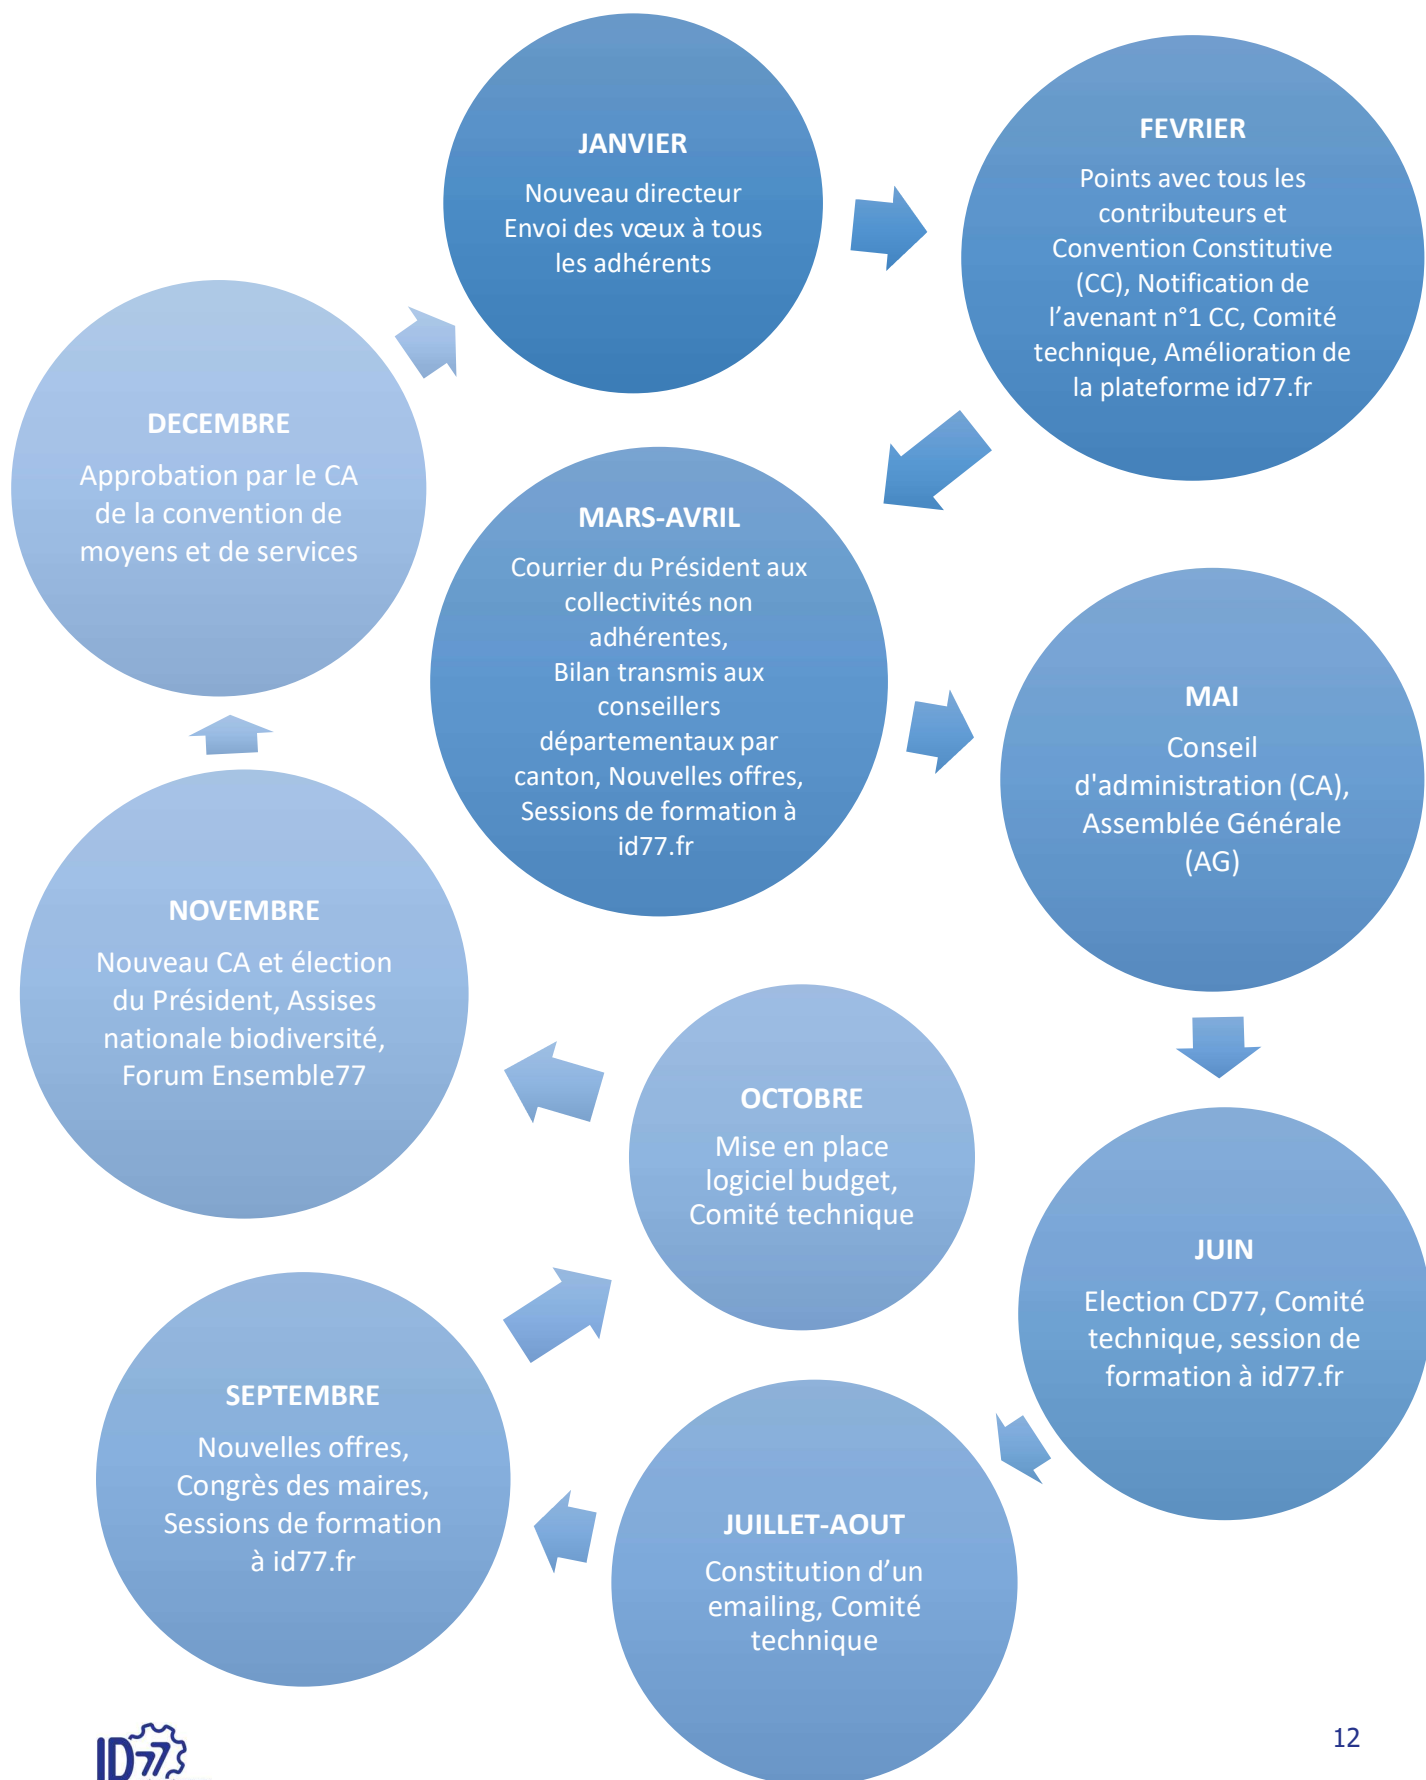 JANVIER
Nouveau directeur
Envoi des vœux à tous
les adhérents
FEVRIER
Points avec tous les
contributeurs et
Convention Constitutive
(CC), Notification de
l’avenant n°1 CC, Comité
technique, Amélioration de
la plateforme id77.fr
MARS-AVRIL
Courrier du Président aux
collectivités non
adhérentes,
Bilan transmis aux
conseillers
départementaux par
canton, Nouvelles offres,
Sessions de formation à
id77.fr
MAI
Conseil
d'administration (CA),
Assemblée Générale
(AG)
JUIN
Election CD77, Comité
technique, session de
formation à id77.fr
JUILLET-AOUT
Constitution d’un
emailing, Comité
technique
SEPTEMBRE
Nouvelles offres,
Congrès des maires,
Sessions de formation
à id77.fr
OCTOBRE
Mise en place
logiciel budget,
Comité technique
NOVEMBRE
Nouveau CA et élection
du Président, Assises
nationale biodiversité,
Forum Ensemble77
DECEMBRE
Approbation par le CA
de la convention de
moyens et de services
ID77
12